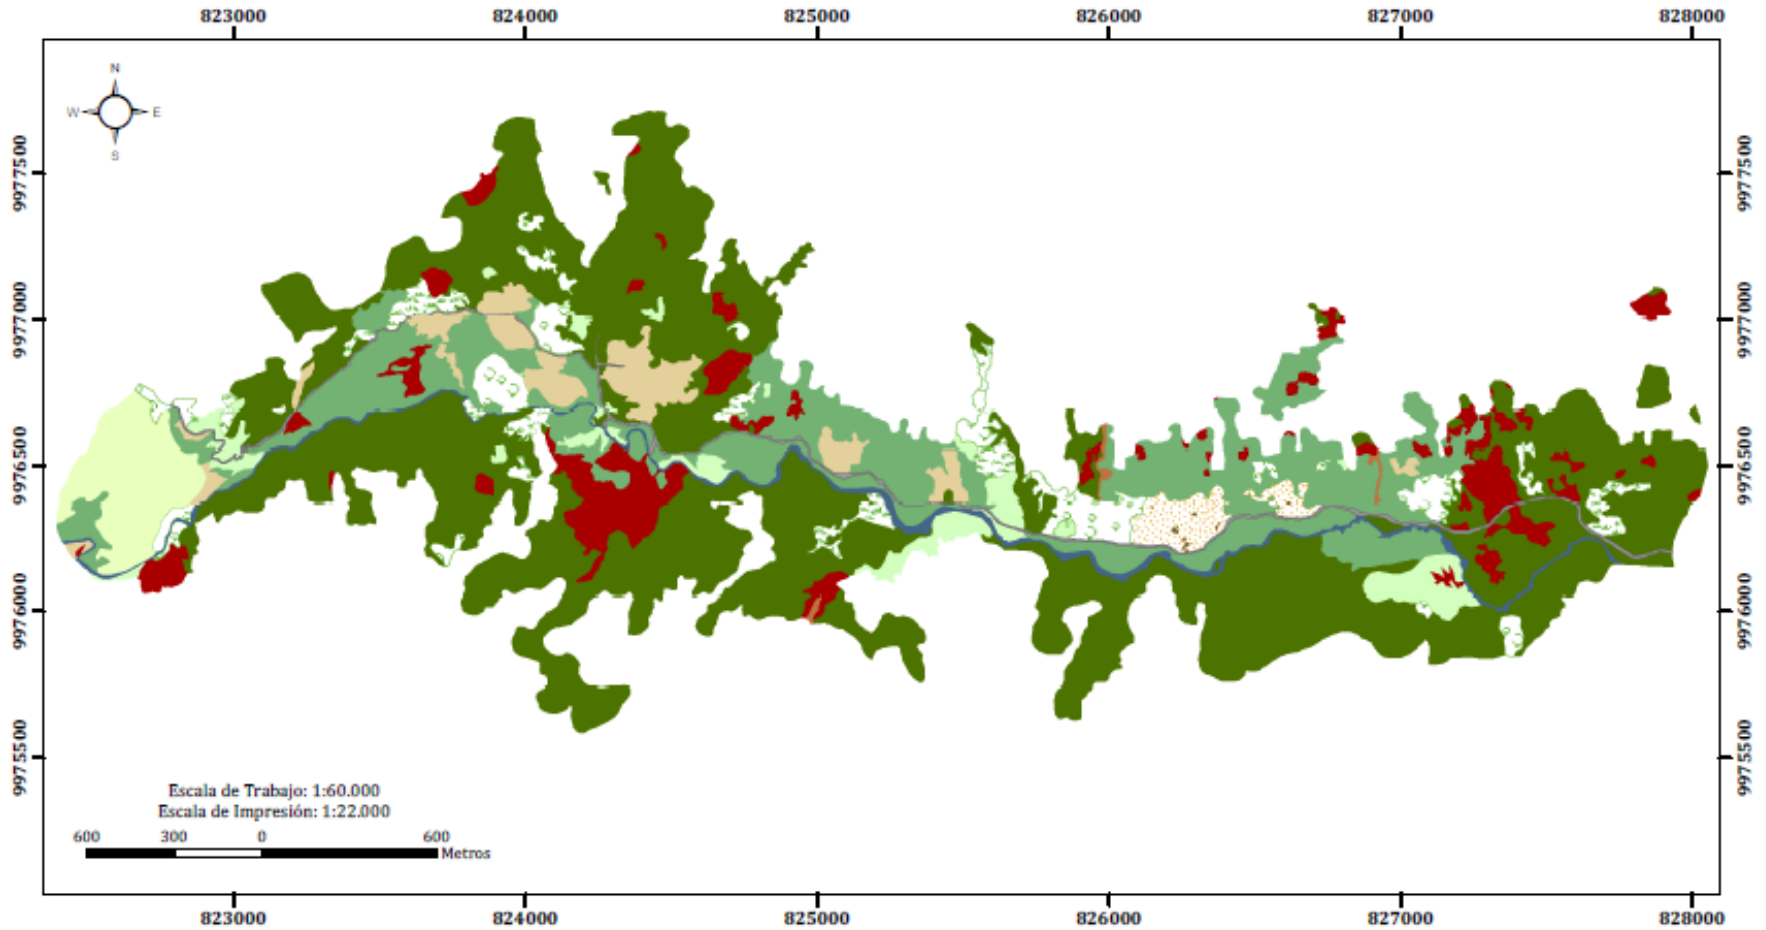 823000 824000 825000 826000 827000 828000
N
W E
S
9977500 9977500
9977000 9977000
9976500 9976500
9976000 9976000
9975500 9975500
Escala de Trabajo: 1:60.000
Escala de Impresión: 1:22.000
600 300 0 600
Metros
823000 824000 825000 826000 827000 828000